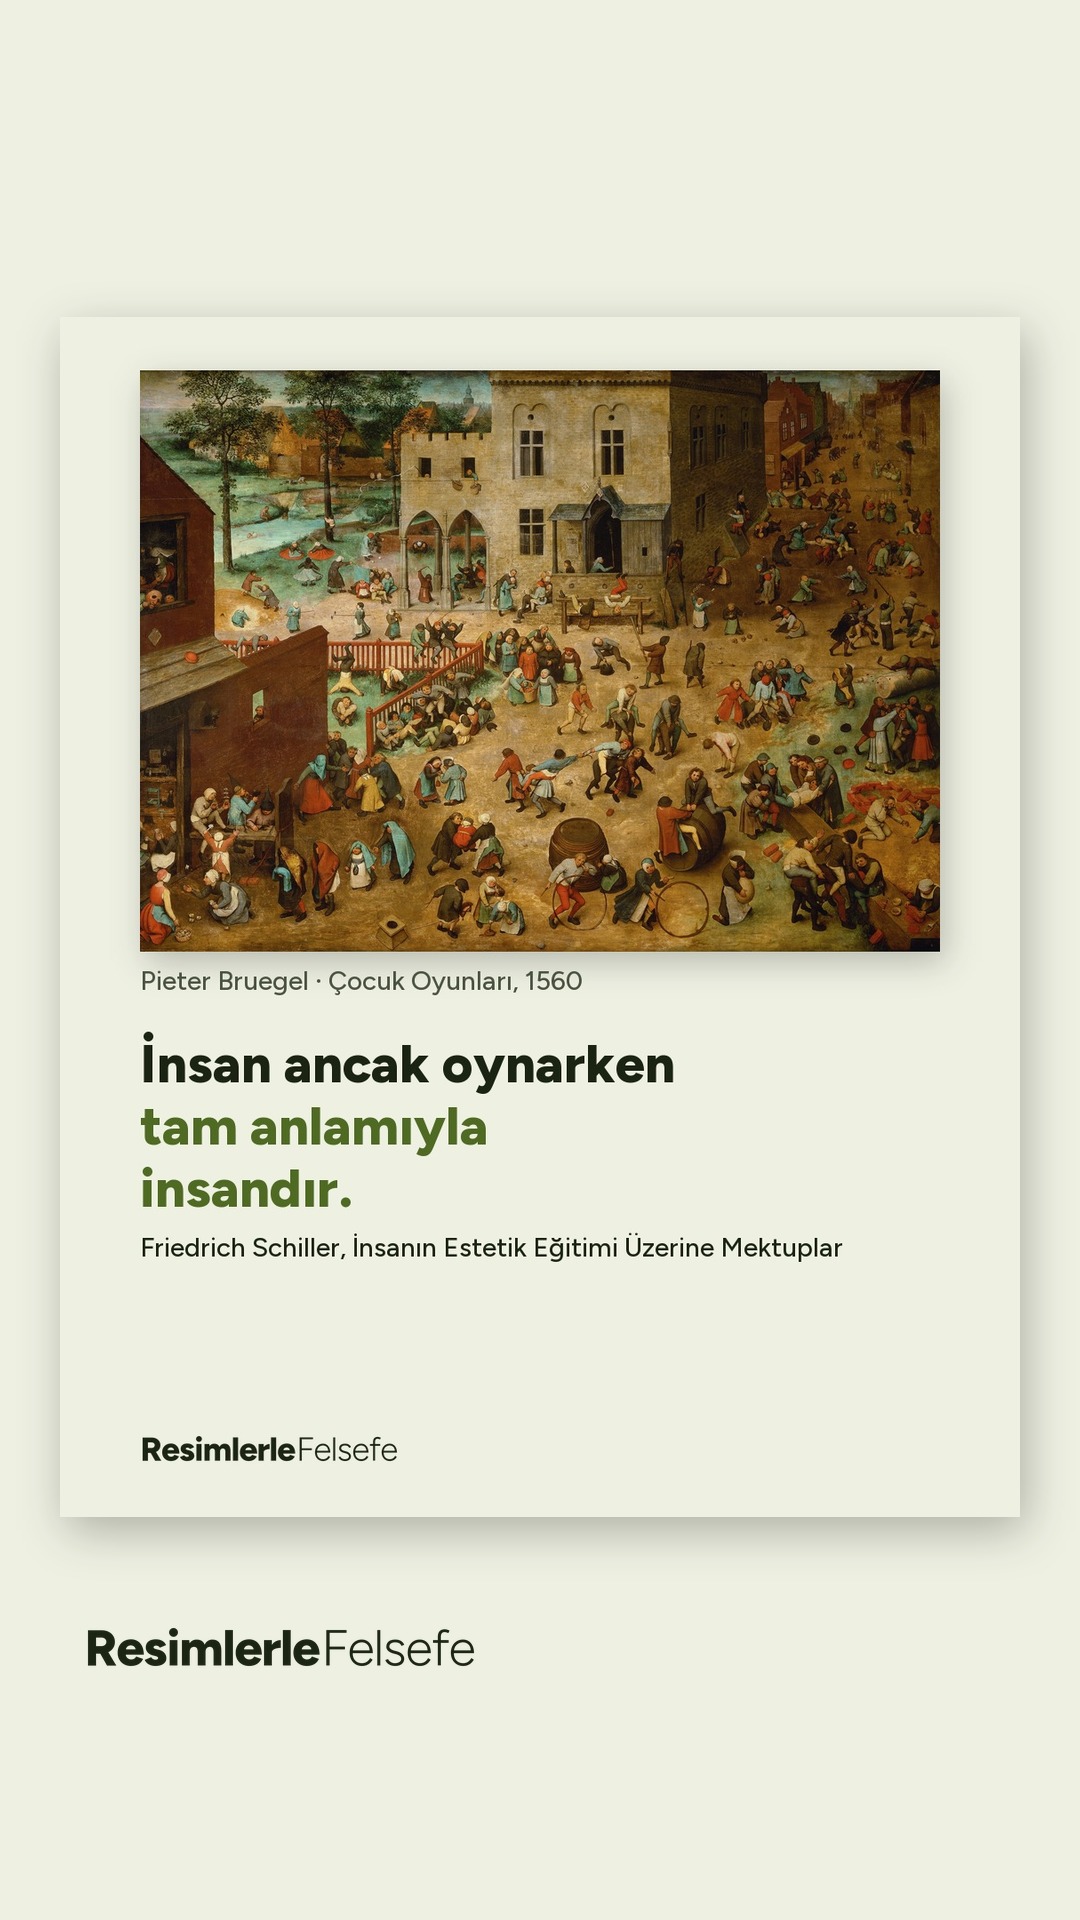 Pieter Bruegel · Çocuk Oyunları, 1560
İnsan ancak oynarken
tam anlamıyla
insandır.
Friedrich Schiller, İnsanın Estetik Eğitimi Üzerine Mektuplar
ResimlerleFelsefe
ResimlerleFelsefe